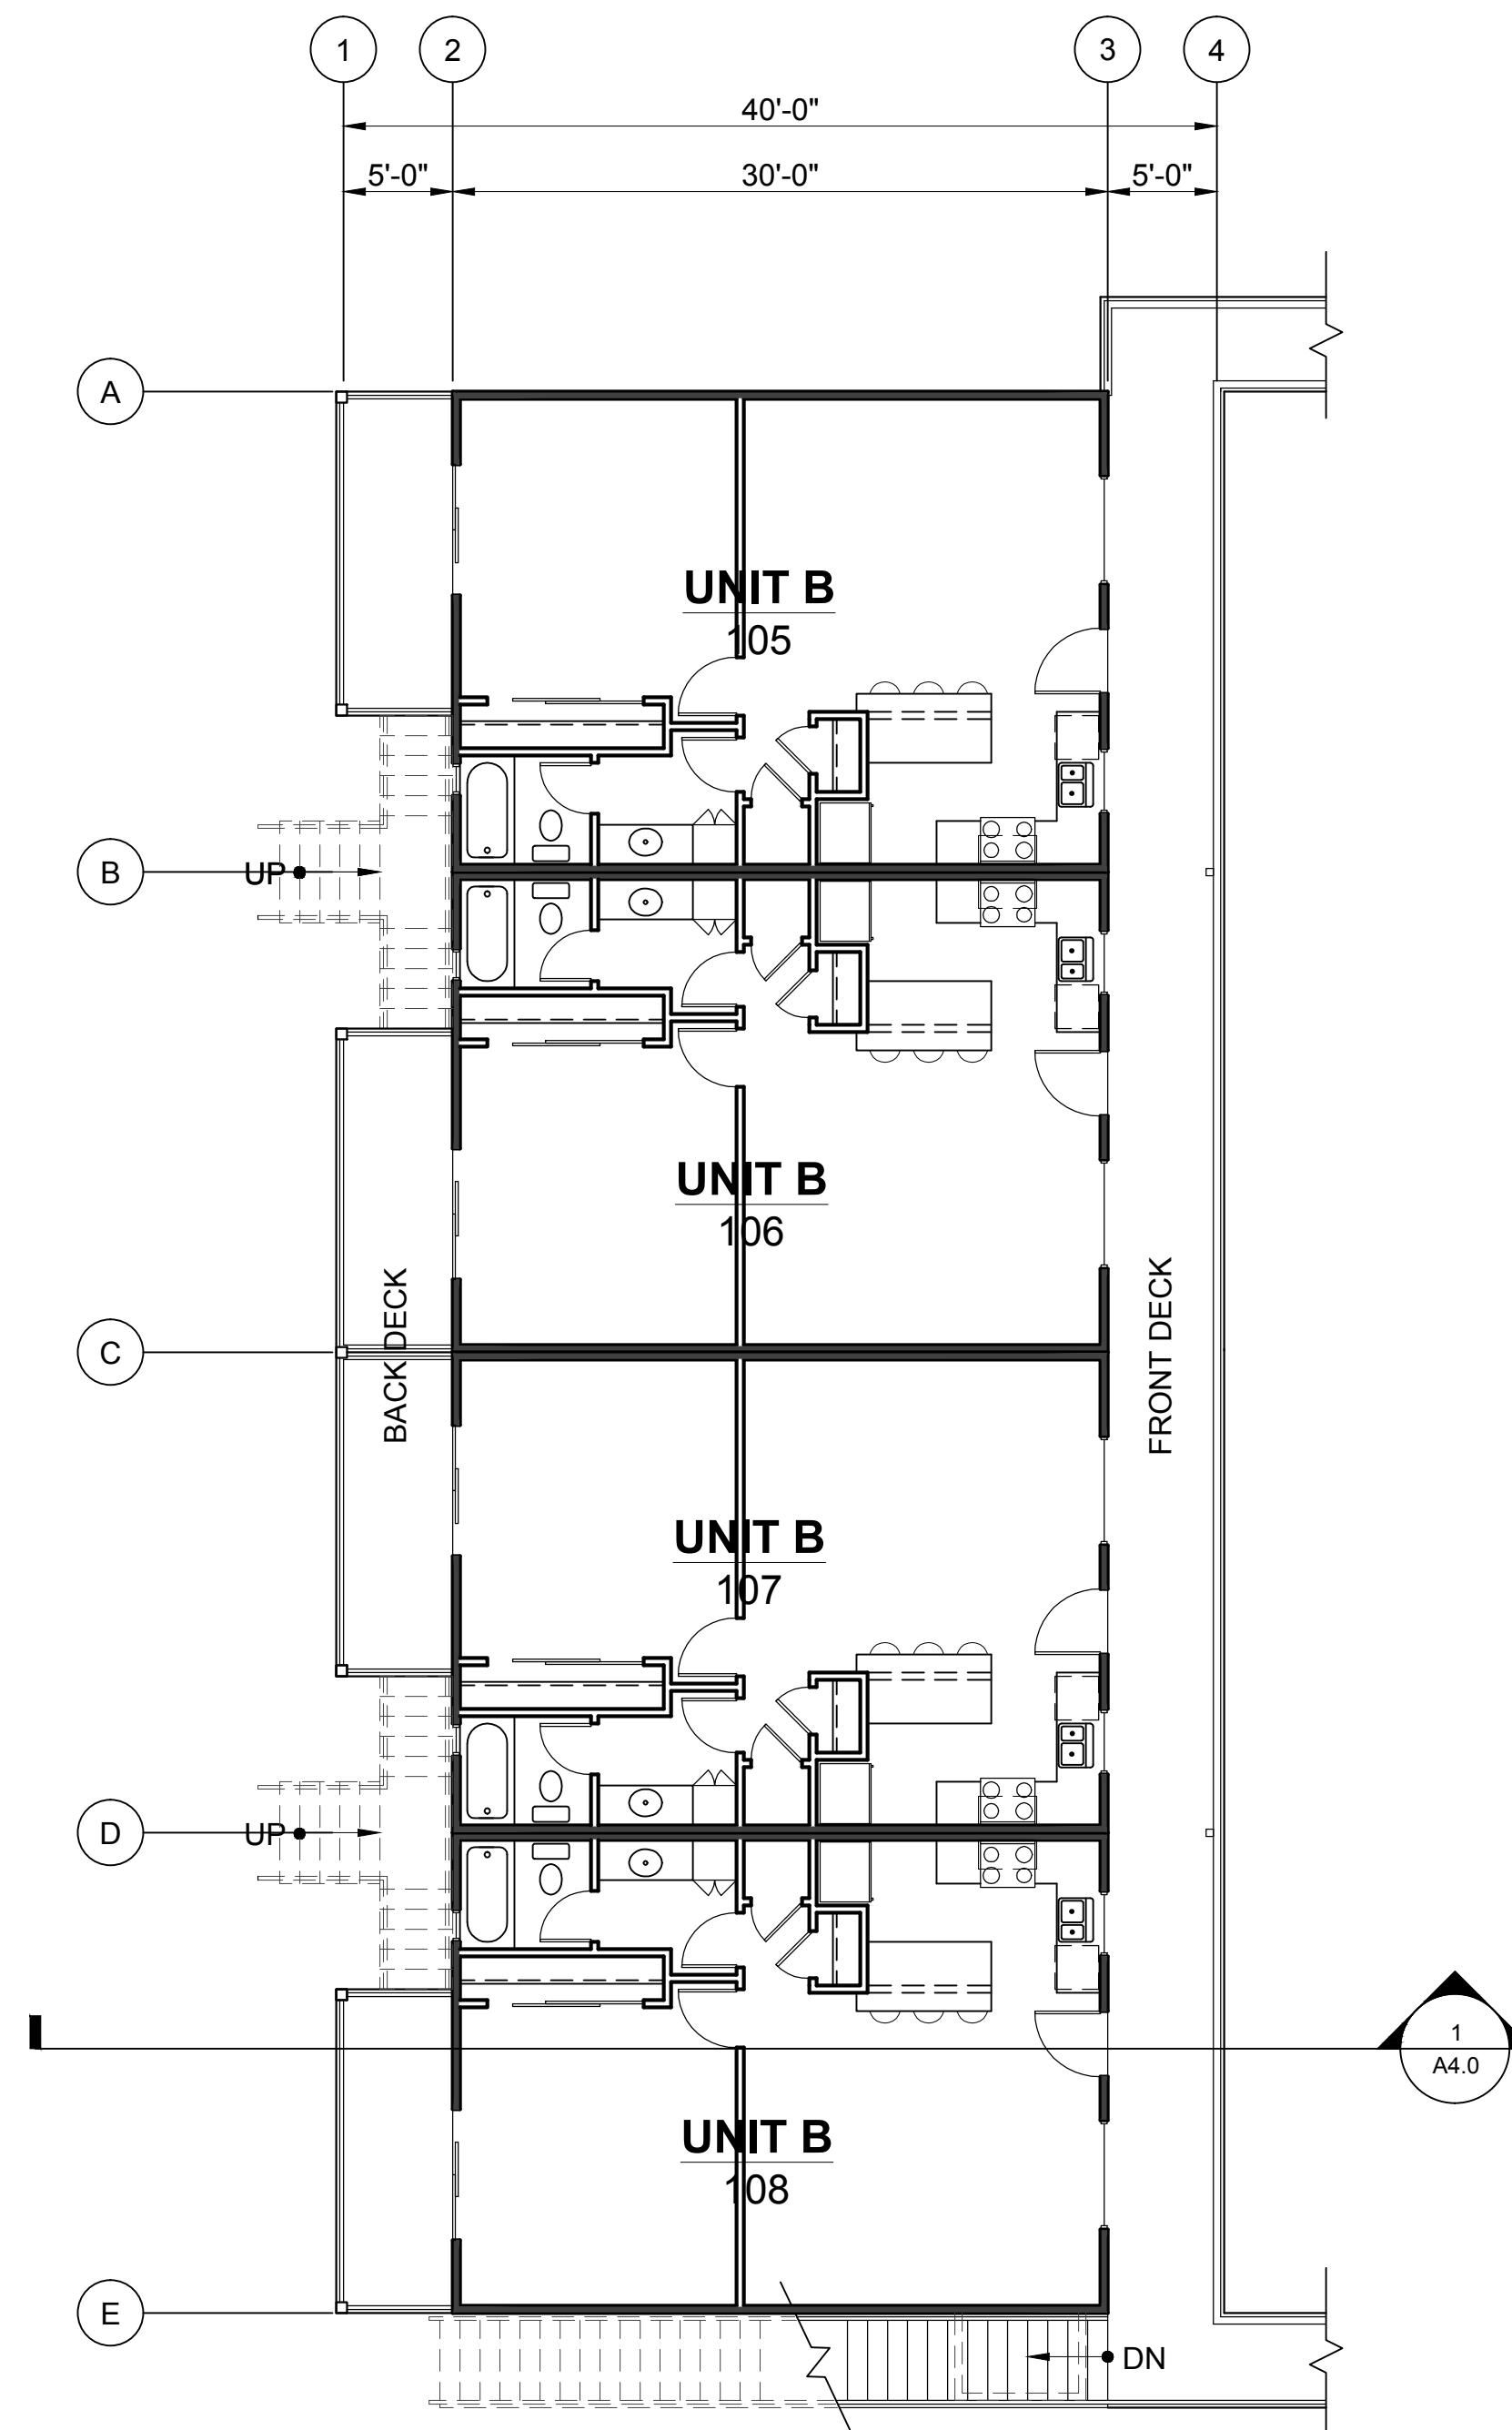 1
2
3
4
40'-0"
5'-0"
30'-0"
5'-0"
A
UNIT B
105
B
UP
UNIT B
106
BACK DECK
FRONT DECK
C
UNIT B
107
D
UP
1
A4.0
UNIT B
108
E
DN